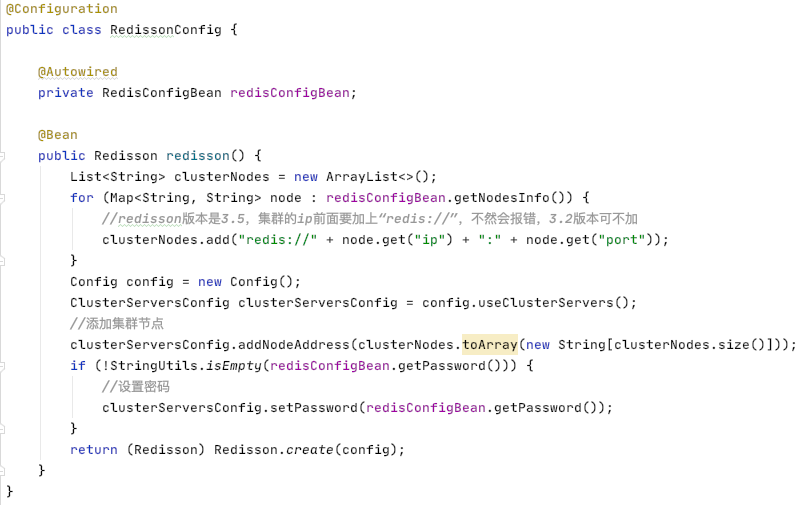 @Configuration
public class RedissonConfig {
@Autowired
private RedisConfigBean redisConfigBean;
@Bean
public Redisson redisson() {
List<String> clusterNodes = new ArrayList<>();
for (Map<String, String> node : redisConfigBean.getNodesInfo()) {
//redisson版本是3.5，集群的ip前面要加上“redis://”，不然会报错，3.2版本可不加
clusterNodes.add("redis://" + node.get("ip") + ":" + node.get("port"));
}
Config config = new Config();
ClusterServersConfig clusterServersConfig = config.useClusterServers();
//添加集群节点
clusterServersConfig.addNodeAddress(clusterNodes.toArray(new String[clusterNodes.size()]));
if (!StringUtils.isEmpty(redisConfigBean.getPassword())) {
//设置密码
clusterServersConfig.setPassword(redisConfigBean.getPassword());
}
return (Redisson) Redisson.create(config);
}
}